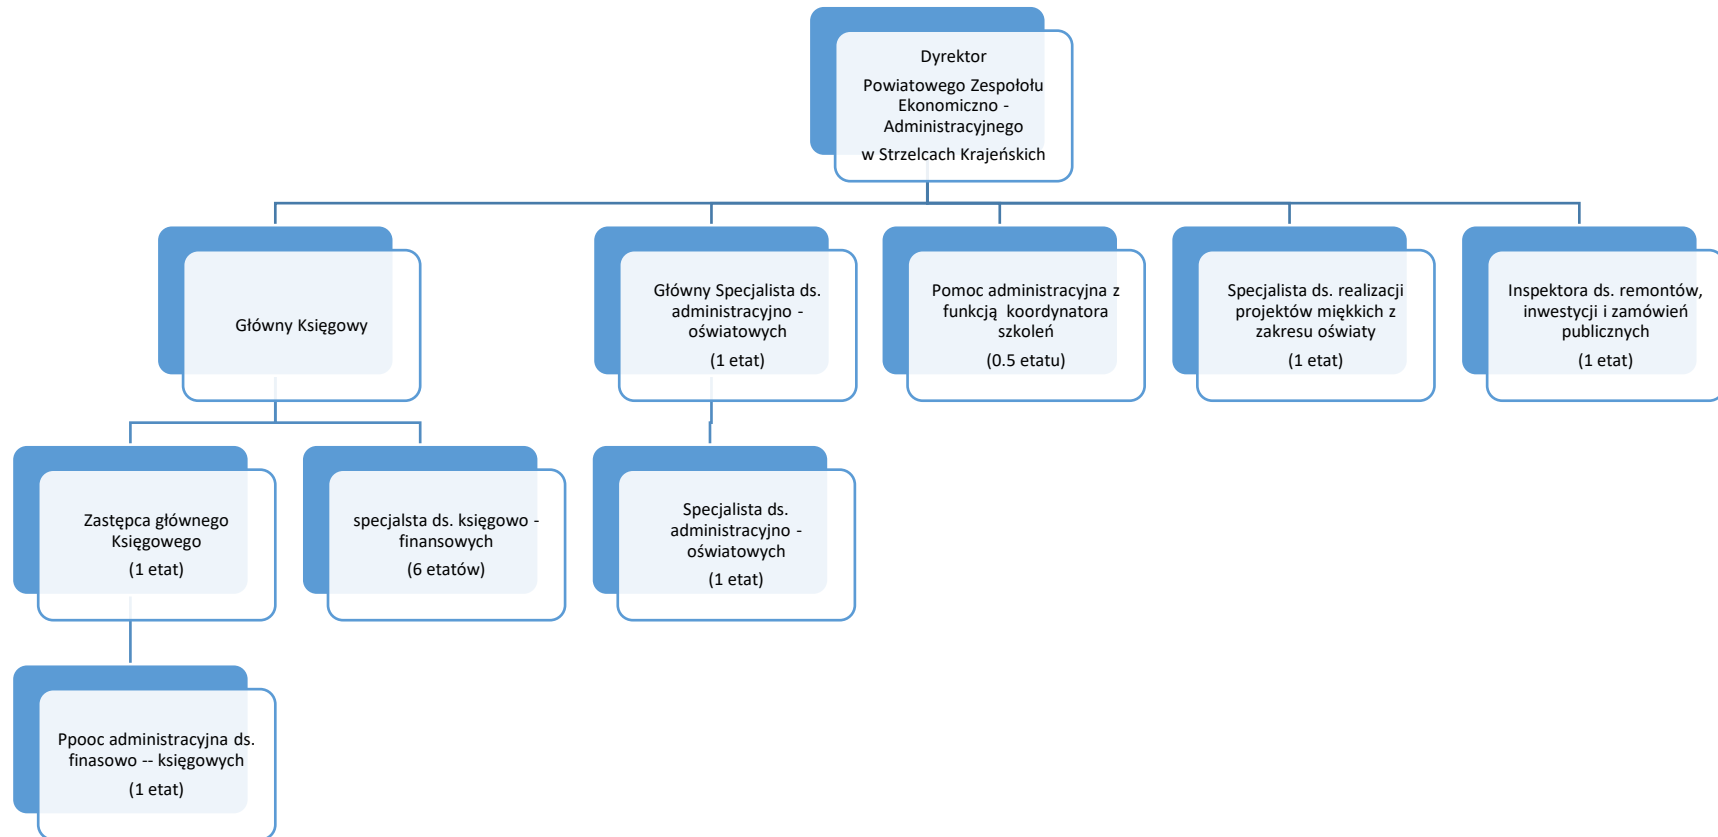 Dyrektor
Powiatowego Zespołołu
Ekonomiczno -
Administracyjnego
w Strzelcach Krajeńskich
Główny Księgowy
Główny Specjalista ds.
administracyjno -
oświatowych
(1 etat)
Pomoc administracyjna z
funkcją koordynatora
szkoleń
(0.5 etatu)
Specjalista ds. realizacji
projektów miękkich z
zakresu oświaty
(1 etat)
Inspektora ds. remontów,
inwestycji i zamówień
publicznych
(1 etat)
Zastępca głównego
Księgowego
(1 etat)
specjalsta ds. księgowo -
finansowych
(6 etatów)
Specjalista ds.
administracyjno -
oświatowych
(1 etat)
Ppooc administracyjna ds.
finasowo -- księgowych
(1 etat)